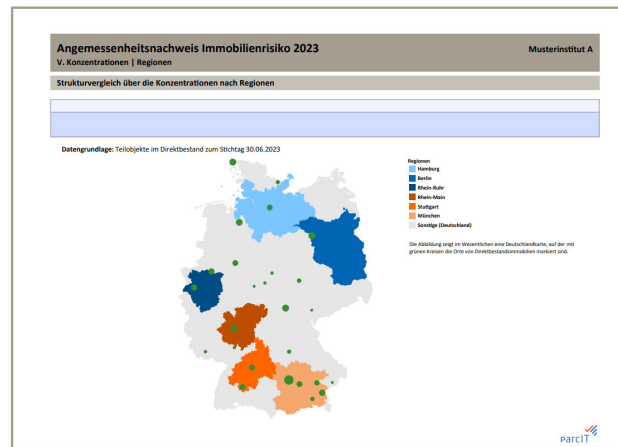 Angemessenheitsnachweis Immobilienrisiko 2023
Musterinstitut A
V. Konzentrationen | Regionen
Strukturvergleich über die Konzentrationen nach Regionen
Datengrundlage: Teilobjekte im Direktbestand zum Stichtag 30.06.2023
Regionen
Hamburg
Berlin
Rhein-Ruhr
Rhein-Main
Stuttgart
München
Sonstige (Deutschland)
Die Abbildung zeigt im Wesentlichen eine Deutschlandkarte, auf der mit
grünen Kreisen die Orte von Direktbestandsimmobilien markiert sind.
parcIT